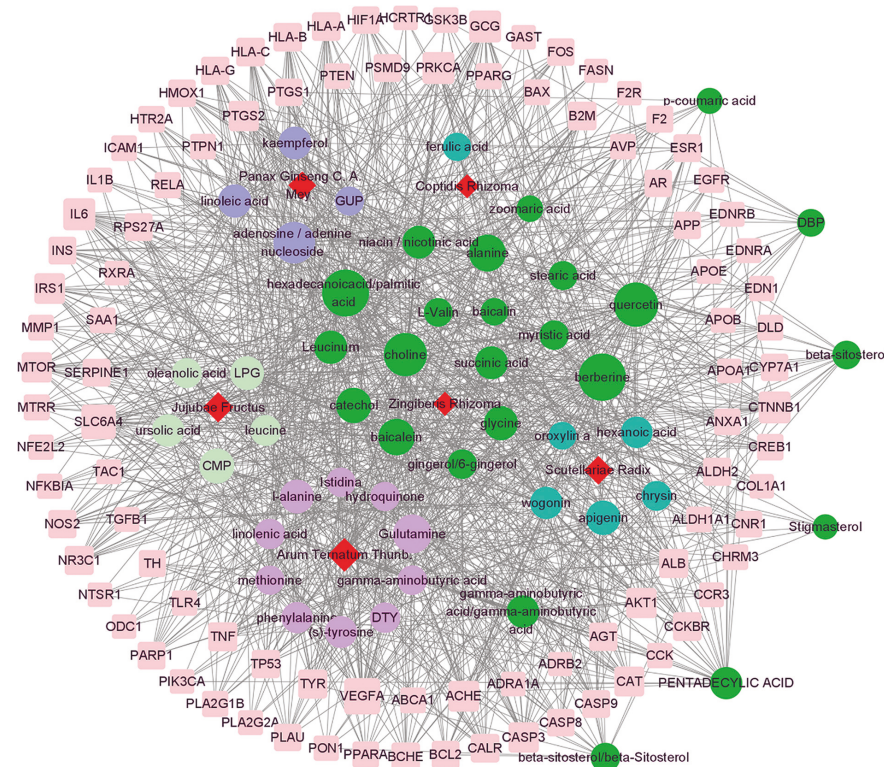 HIF1A
HCRTR1
GSK3B
GCG
HLA-A
HLA-B
GAST
HLA-C
FOS
HLA-G
PTEN
PSMD9
PRKCA
PPARG
FASN
HMOX1
PTGS1
BAX
F2R
p-coumaric acid
HTR2A
PTGS2
B2M
F2
ICAM1
PTPN1
kaempferol
ferulic acid
AVP
ESR1
IL1B
RELA
Panax Ginseng C. A
Mey
Coptidis Rhizoma
AR
EGFR
linoleic acid
GUP
zoomaric acid
IL6
RPS27A
APP
EDNRB
DBP
adenosine / adenine
nucleoside
niacin / nicotinic acid
alanine
INS
RXRA
APOE
EDNRA
stearic acid
IRS1
hexadecanoicacid/palmitic
acid
quercetin
EDN1
MMP1
SAA1
L-Valin
baicalin
APOB
DLD
myristic acid
Leucinum
choline
beta-sitosterol
MTOR
SERPINE1
oleanolic acid
LPG
succinic acid
berberine
APOA1
CYP7A1
MTRR
Jujubae Fructus
catechol
Zingiberis Rhizoma
CTNNB1
SLC6A4
ursolic acid
leucine
baicalein
glycine
oroxylin a
hexanoic acid
ANXA1
NFE2L2
CREB1
CMP
gingerol/6-gingerol
Scutellariae Radix
ALDH2
TAC1
NFKBIA
Istidina
l-alanine
hydroquinone
chrysin
COL1A1
wogonin
apigenin
NOS2
TGFB1
linolenic acid
Gulutamine
ALDH1A1
CNR1
Stigmasterol
NR3C1
TH
Arum Ternatum Thunb.
ALB
CHRM3
methionine
gamma-aminobutyric acid
NTSR1
TLR4
gamma-aminobutyric
acid/gamma-aminobutyric
acid
AKT1
CCR3
phenylalanine
(s)-tyrosine
DTY
ODC1
TNF
AGT
CCKBR
PARP1
TP53
ADRB2
CCK
PIK3CA
TYR
VEGFA
ABCA1
ACHE
ADRA1A
CAT
PENTADECYLIC ACID
PLA2G1B
CASP9
PLA2G2A
CASP8
PLAU
CASP3
PON1
PPARA
BCHE
BCL2
CALR
beta-sitosterol/beta-Sitosterol